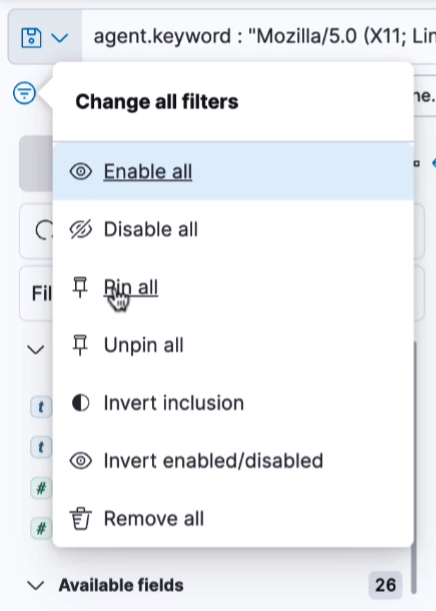 agent.keyword : "Mozilla/5.0 (X11; Lin
Change all filters
ne.
Enable all
Disable all
Fil
Pin all
Unpin all
t
Invert inclusion
t
Invert enabled/disabled
#
Remove all
#
Available fields 26